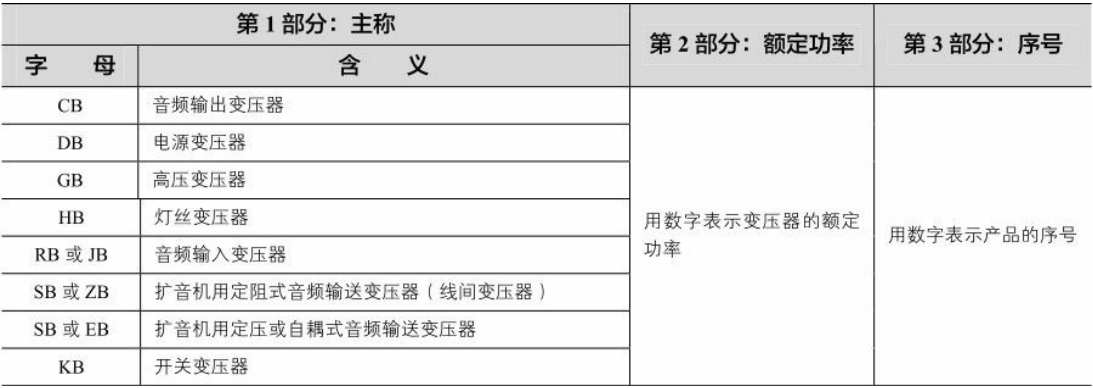 第 1 部分：主称
第 2 部分：额定功率
第 3 部分：序号
字 母
含 义
CB
音频输出变压器
DB
电源变压器
GB
高压变压器
HB
灯丝变压器
RB 或 JB
音频输入变压器
SB 或 ZB
扩音机用定阻式音频输送变压器（线间变压器）
SB 或 EB
扩音机用定压或自耦式音频输送变压器
KB
开关变压器
用数字表示变压器的额定
功率
用数字表示产品的序号